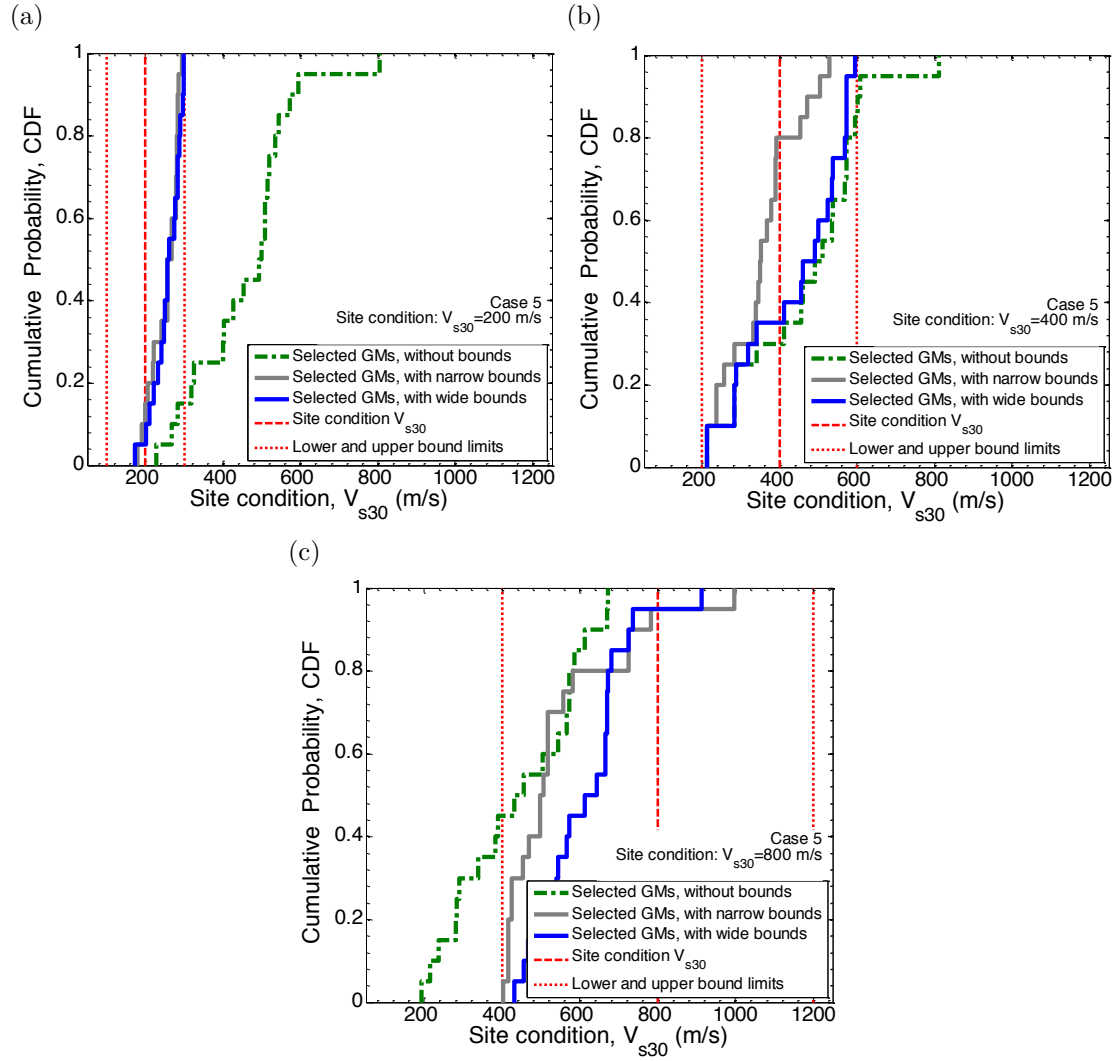 (a)
Cumulative Probability, CDF
1
0.8
0.6
0.4
0.2
0
Case 5
Site condition: Vs30=200 m/s
Selected GMs, without bounds
Selected GMs, with narrow bounds
Selected GMs, with wide bounds
Site condition Vs30
Lower and upper bound limits
200 400 600 800 1000 1200
Site condition, Vs30 (m/s)
(b)
Cumulative Probability, CDF
1
0.8
0.6
0.4
0.2
0
Case 5
Site condition: Vs30=400 m/s
Selected GMs, without bounds
Selected GMs, with narrow bounds
Selected GMs, with wide bounds
Site condition Vs30
Lower and upper bound limits
200 400 600 800 1000 1200
Site condition, Vs30 (m/s)
(c)
Cumulative Probability, CDF
1
0.8
0.6
0.4
0.2
0
Case 5
Site condition: Vs30=800 m/s
Selected GMs, without bounds
Selected GMs, with narrow bounds
Selected GMs, with wide bounds
Site condition Vs30
Lower and upper bound limits
200 400 600 800 1000 1200
Site condition, Vs30 (m/s)